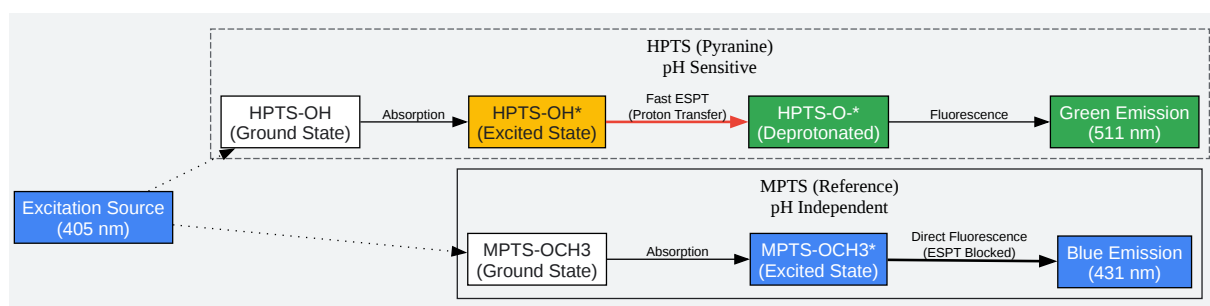 HPTS (Pyranine)
pH Sensitive
HPTS-OH
(Ground State)
Absorption
HPTS-OH*
(Excited State)
Fast ESPT
(Proton Transfer)
HPTS-O-*
(Deprotonated)
Fluorescence
Green Emission
(511 nm)
Excitation Source
(405 nm)
MPTS (Reference)
pH Independent
MPTS-OCH3
(Ground State)
Absorption
MPTS-OCH3*
(Excited State)
Direct Fluorescence
(ESPT Blocked)
Blue Emission
(431 nm)